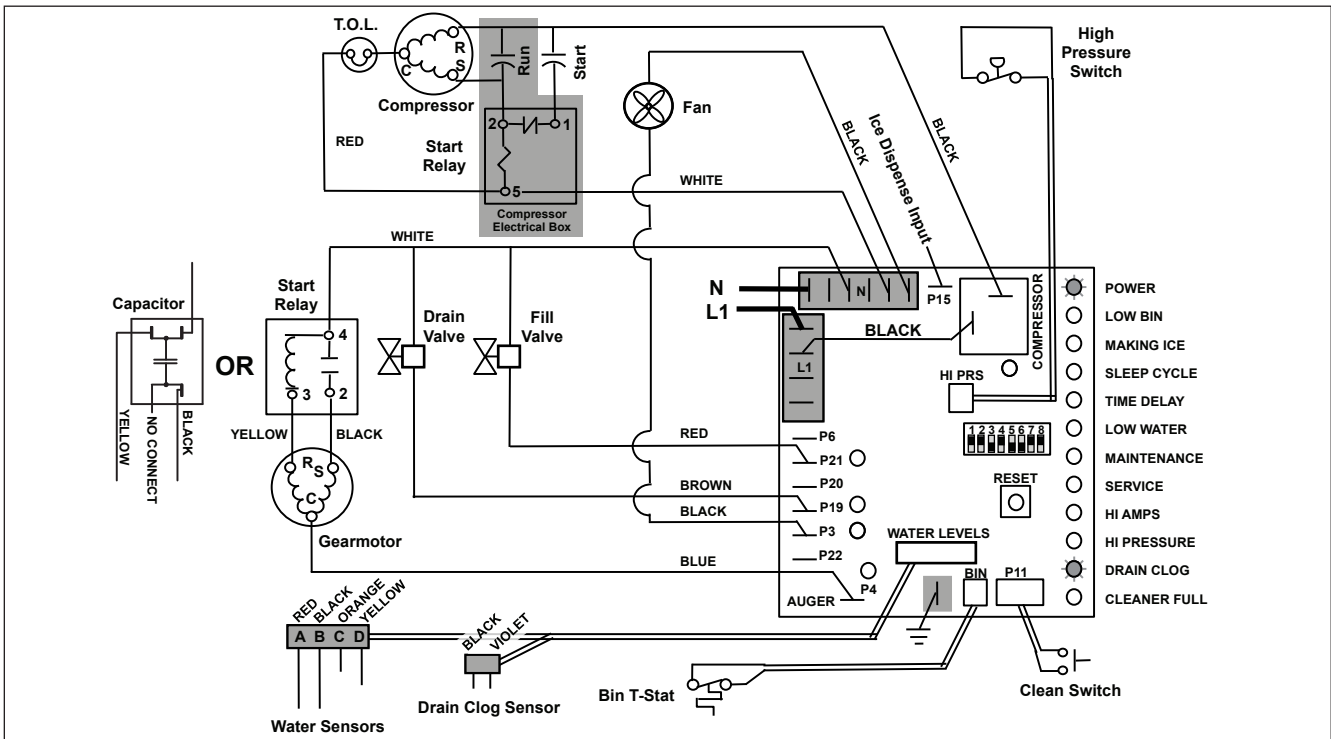 T.O.L.
R
S
C
Compressor
Run
Start
2
1
Start
Relay
5
Compressor
Electrical Box
RED
WHITE
Fan
BLACK
Ice Dispense Input
BLACK
High
Pressure
Switch
WHITE
Capacitor
YELLOW
NO CONNECT
BLACK
OR
Start
Relay
4
3
2
YELLOW
BLACK
R
S
C
Gearmotor
Drain
Valve
Fill
Valve
RED
BROWN
BLACK
BLUE
N
L1
N
P15
L1
BLACK
COMPRESSOR
HI PRS
1 2 3 4 5 6 7 8
RESET
P6
P21
P20
P19
P3
P22
P4
AUGER
WATER LEVELS
BIN
P11
POWER
LOW BIN
MAKING ICE
SLEEP CYCLE
TIME DELAY
LOW WATER
MAINTENANCE
SERVICE
HI AMPS
HI PRESSURE
DRAIN CLOG
CLEANER FULL
RED
BLACK
ORANGE
YELLOW
A B C D
Water Sensors
BLACK
VIOLET
Drain Clog Sensor
Bin T-Stat
Clean Switch